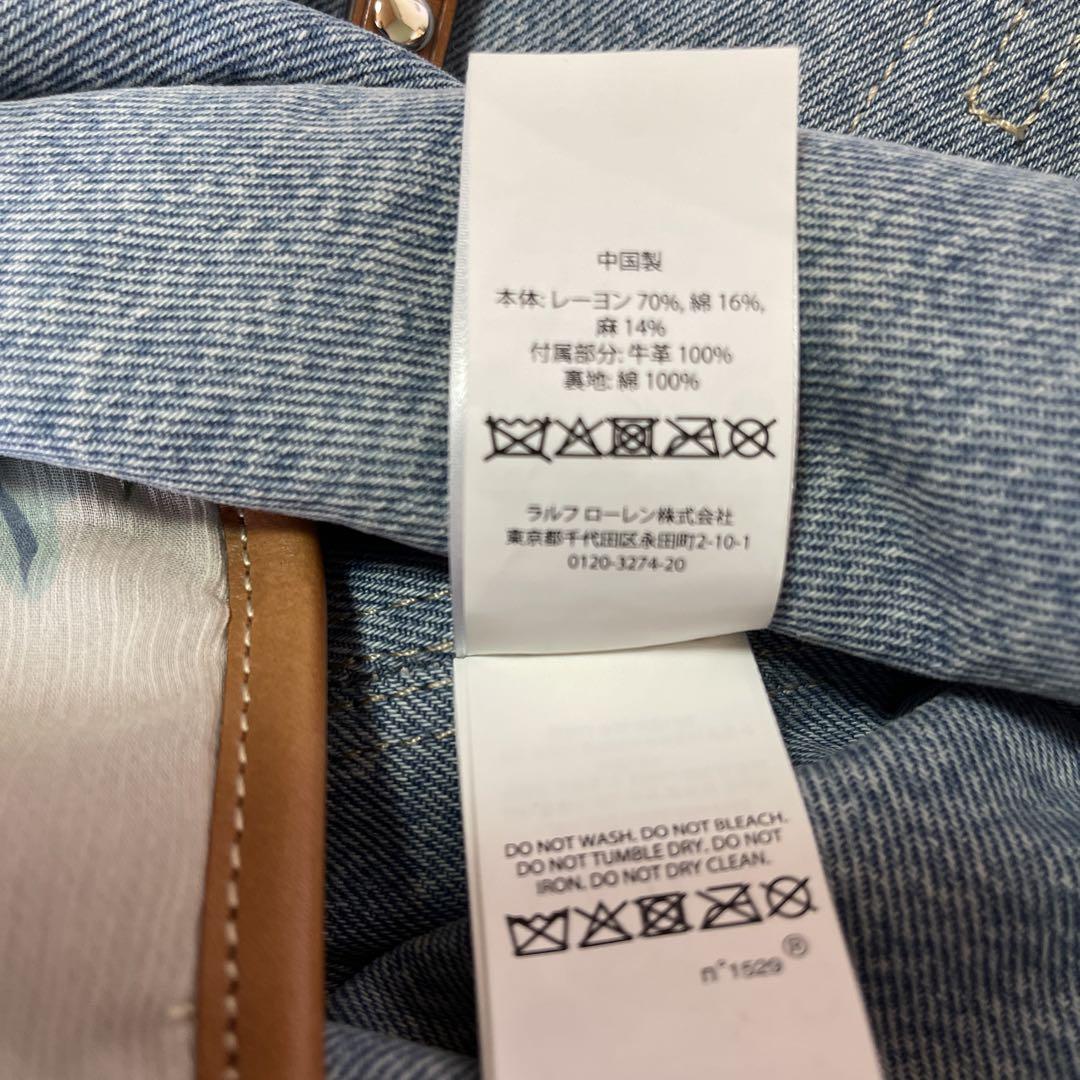 中国製
本体: レーヨン 70%, 綿 16%,
麻 14%
付属部分: 牛革 100%
裏地: 綿 100%
ラルフ ローレン株式会社
東京都千代田区永田町2-10-1
0120-3274-20
DO NOT WASH. DO NOT BLEACH.
DO NOT TUMBLE DRY. DO NOT
IRON. DO NOT DRY CLEAN.
n°1529 ®